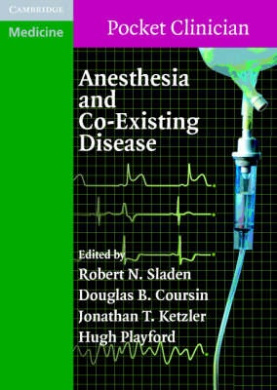 CAMBRIDGE
Medicine
Pocket Clinician
Anesthesia
and
Co-Existing
Disease
Edited by
Robert N. Sladen
Douglas B. Coursin
Jonathan T. Ketzler
Hugh Playford